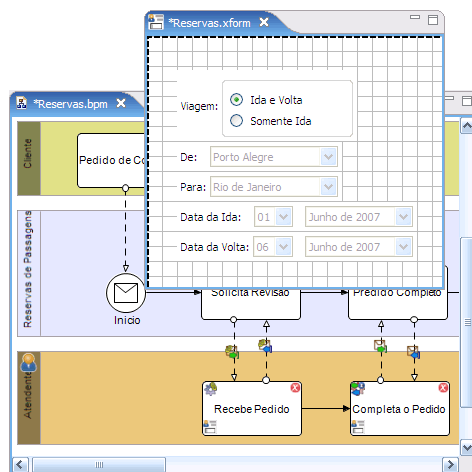 *Reservas.xform
Viagem:
Ida e Volta
Somente Ida
De: Porto Alegre
Para: Rio de Janeiro
Data da Ida: 01 Junho de 2007
Data da Volta: 06 Junho de 2007
*Reservas.bpm
Cliente
Pedido de Co
Reservas de Passagens
Início
Solicita Revisão
Predido Completo
Atendente
Recebe Pedido
Completa o Pedido